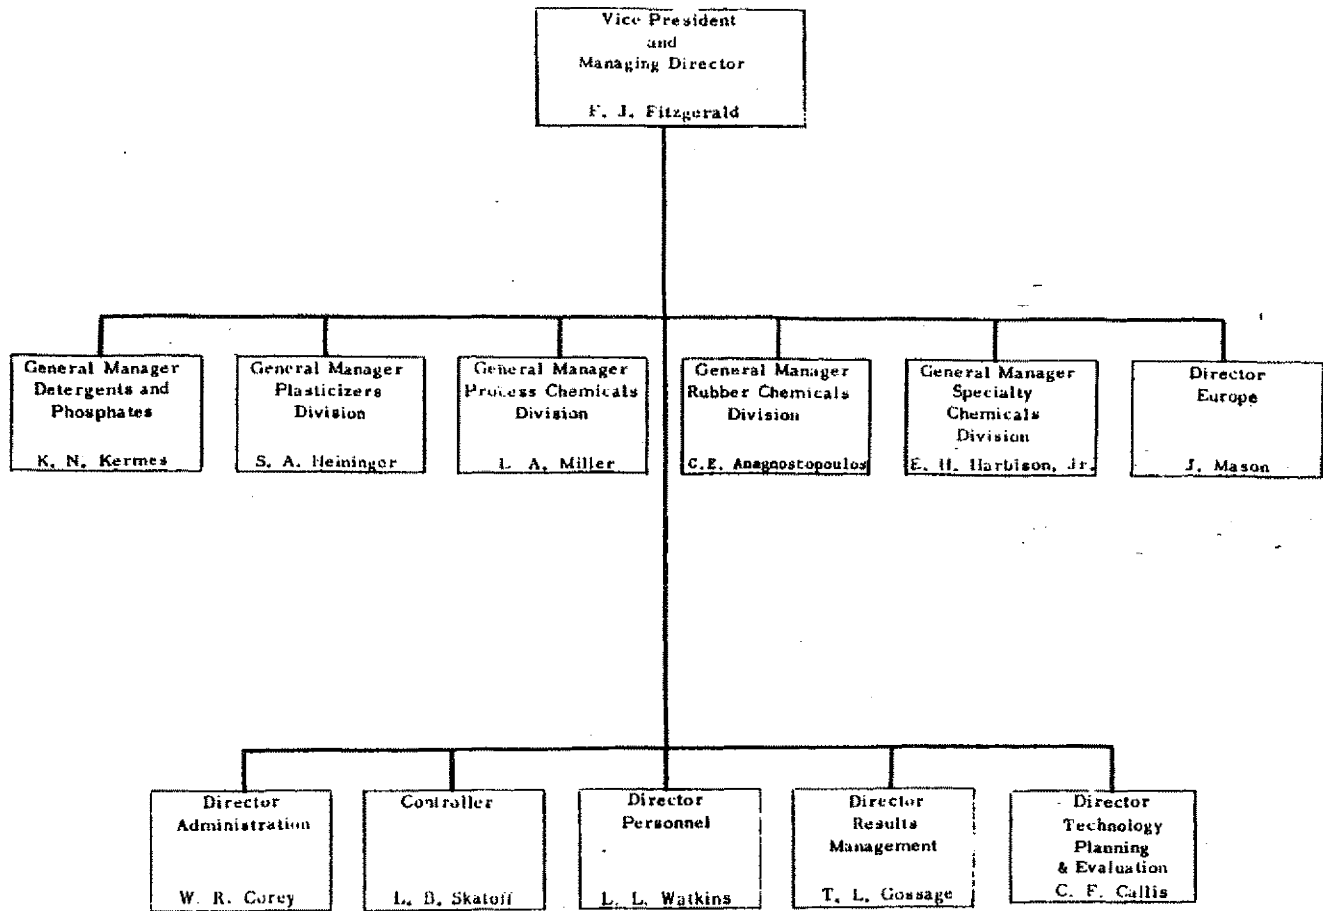 Vice President
and
Managing Director
F. J. Fitzgerald
General Manager
Detergents and
Phosphates
K. N. Kermes
General Manager
Plasticizers
Division
S. A. Heininger
General Manager
Process Chemicals
Division
L. A. Miller
General Manager
Rubber Chemicals
Division
C.E. Anagnostopoulos
General Manager
Specialty
Chemicals
Division
E. H. Harbison, Jr.
Director
Europe
J. Mason
Director
Administration
W. R. Corey
Controller
L. B. Skatoff
Director
Personnel
L. L. Watkins
Director
Results
Management
T. L. Gossage
Director
Technology
Planning
& Evaluation
C. F. Callis